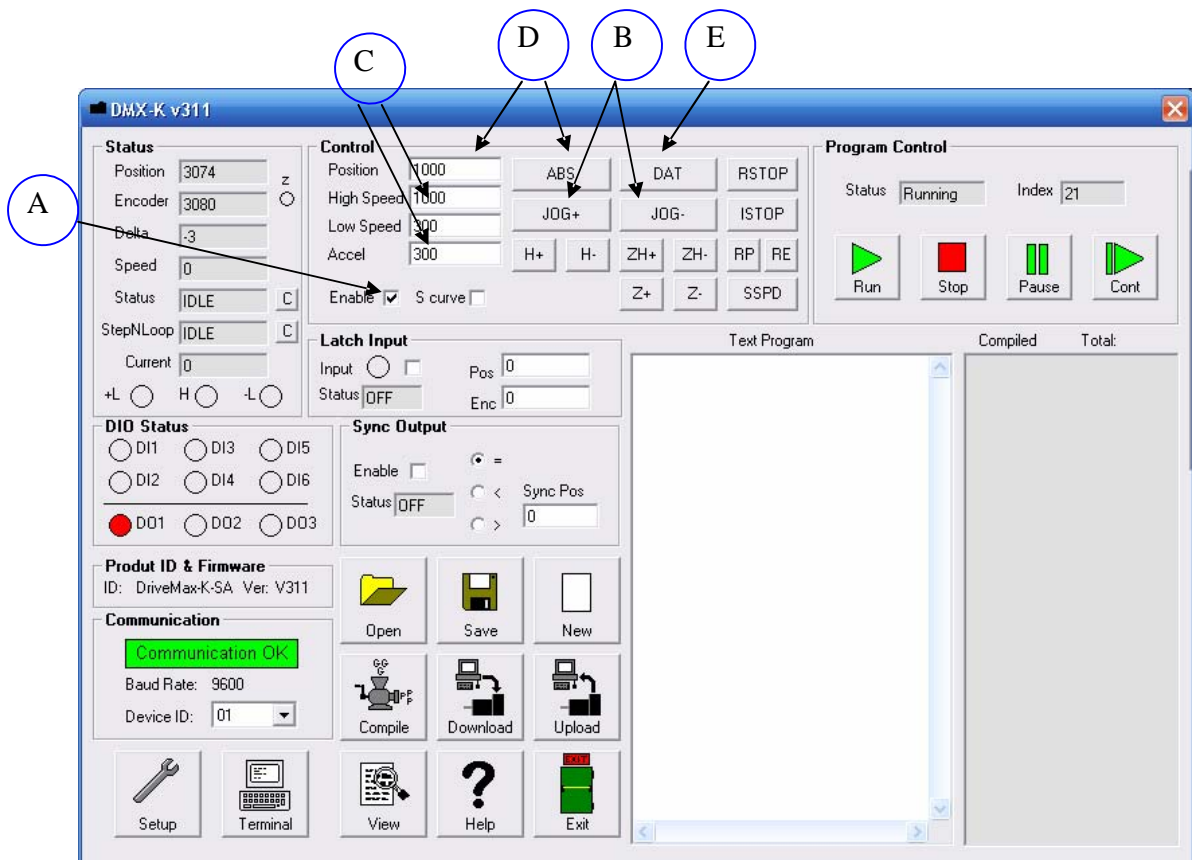 D B E
C
A
DMX-K v311
Status
Position 3074
Z
Encoder 3080
Delta -3
Speed 0
Status IDLE C
StepNLoop IDLE C
Current 0
+L H -L
Control
Position 1000
High Speed 1000
Low Speed 300
Accel 300
Enable S curve
ABS DAT RSTOP
JOG+ JOG- ISTOP
H+ H- ZH+ ZH- RP RE
Z+ Z- SSPD
Program Control
Status Running Index 21
Run Stop Pause Cont
Latch Input
Input Pos 0
Status OFF Enc 0
Text Program
Compiled Total:
DIO Status
DI1 DI3 DI5
DI2 DI4 DI6
DO1 DO2 DO3
Sync Output
Enable =
Status OFF < Sync Pos
> 0
Produt ID & Firmware
ID: DriveMax-K-SA Ver: V311
Communication
Communication OK
Baud Rate: 9600
Device ID: 01
Open Save New
GG
G
PP
P
Compile Download Upload
EXIT
Setup Terminal View Help Exit